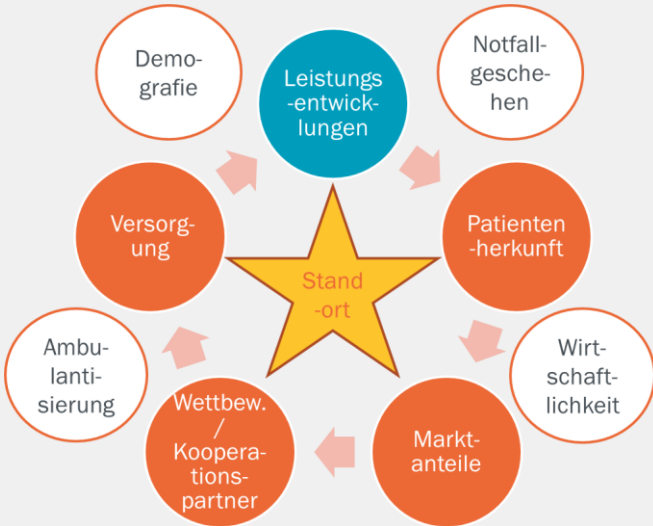 Demo-
grafie
Leistungs
-entwick-
lungen
Notfall-
gesche-
hen
Versorg-
ung
Patienten
-herkunft
Stand
-ort
Ambu-
lanti-
sierung
Wirt-
schaft-
lichkeit
Wettbew.
/
Koopera-
tions-
partner
Markt-
anteile